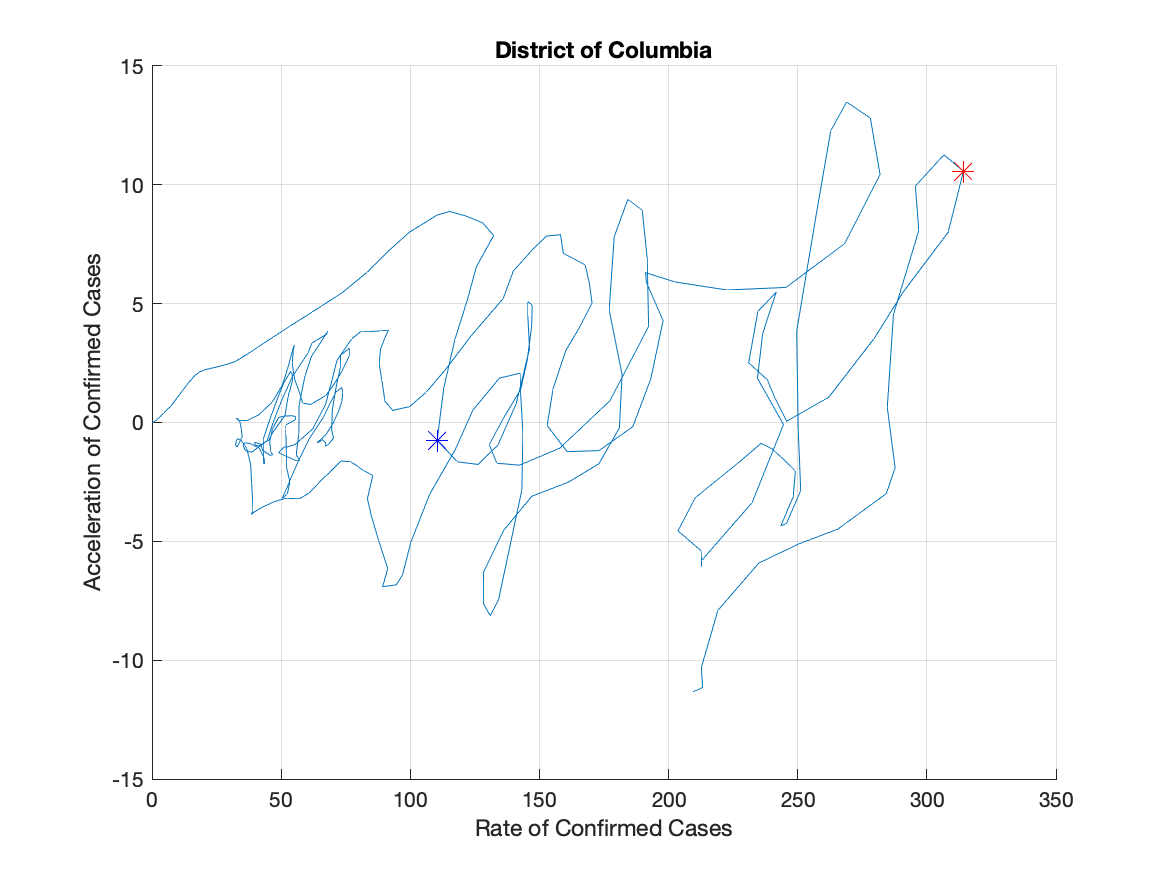 District of Columbia
15
10
5
0
-5
-10
-15
Acceleration of Confirmed Cases
0 50 100 150 200 250 300 350
Rate of Confirmed Cases